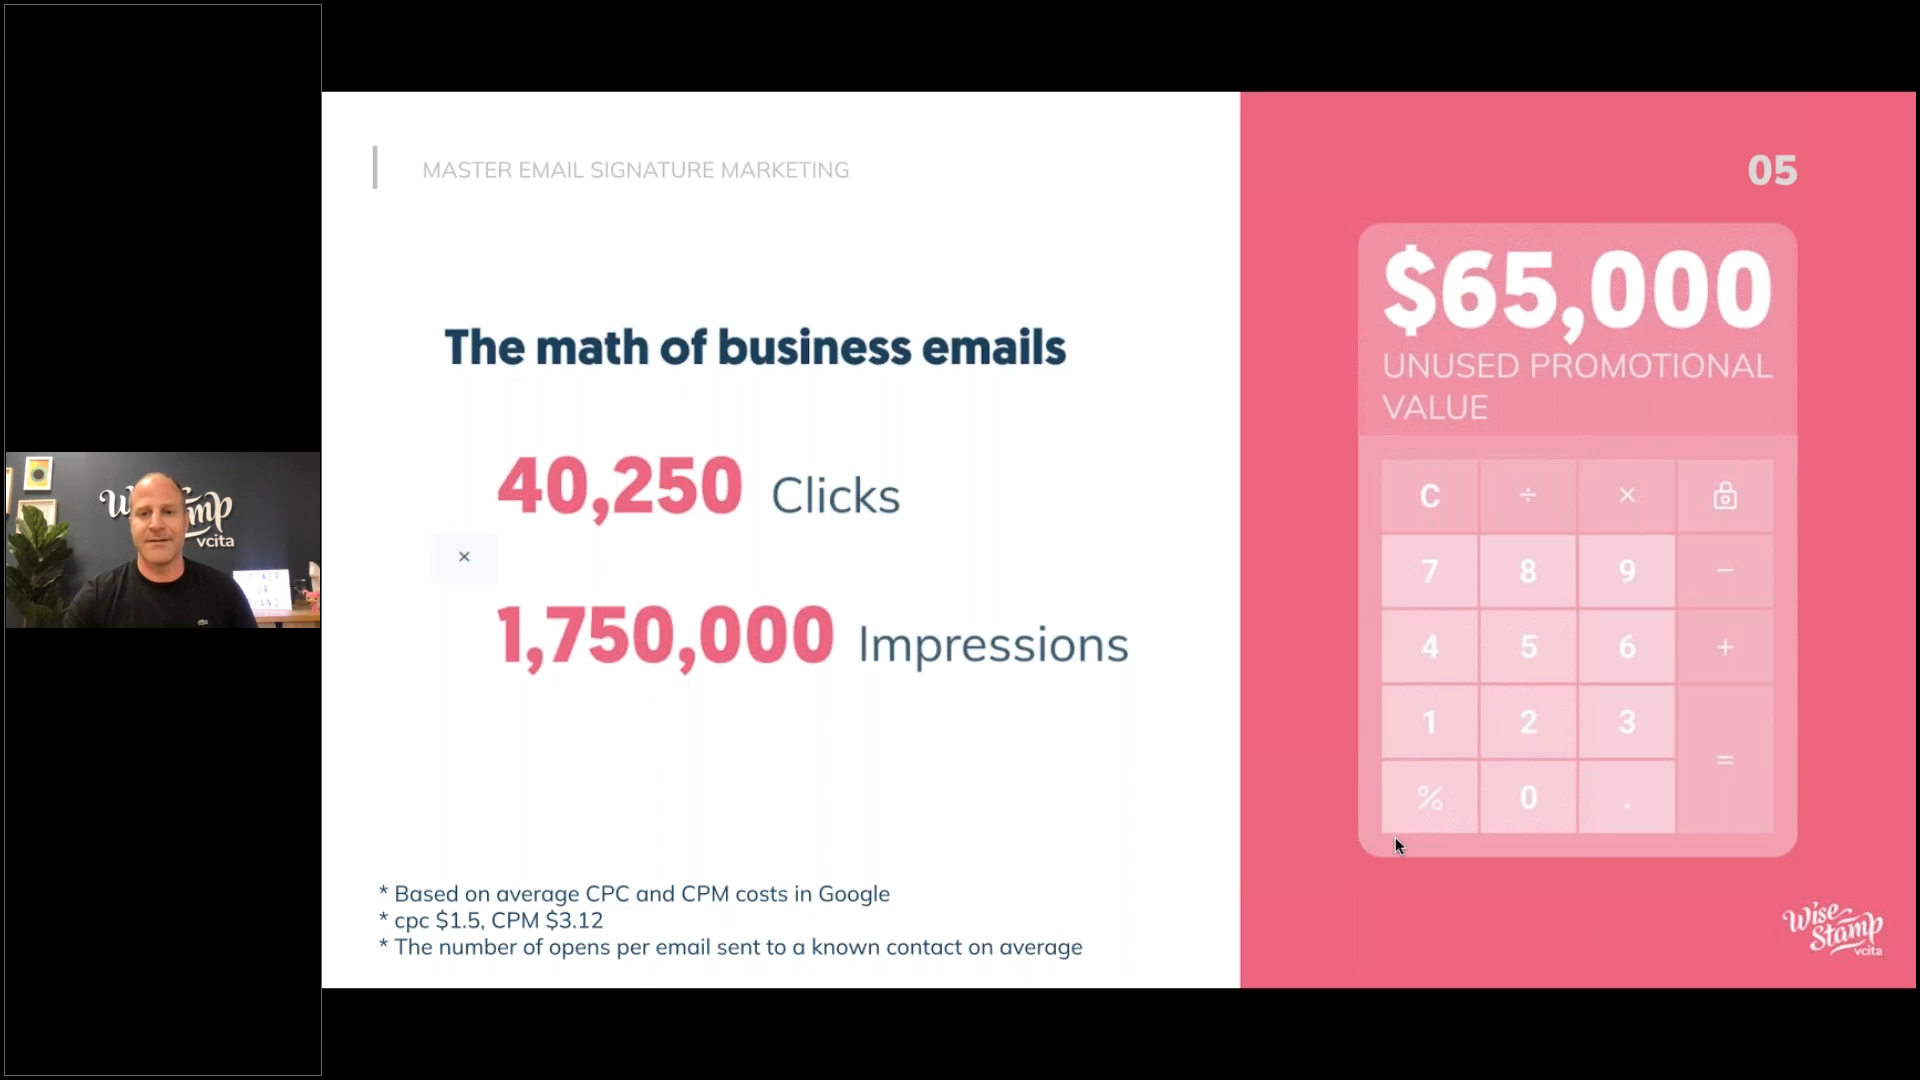 MASTER EMAIL SIGNATURE MARKETING
05
The math of business emails
40,250 Clicks
×
1,750,000 Impressions
* Based on average CPC and CPM costs in Google
* cpc $1.5, CPM $3.12
* The number of opens per email sent to a known contact on average
$65,000
UNUSED PROMOTIONAL
VALUE
C ÷ ×
7 8 9 −
4 5 6 +
1 2 3
=
% 0 .
Wise
Stamp
vcita
vcita